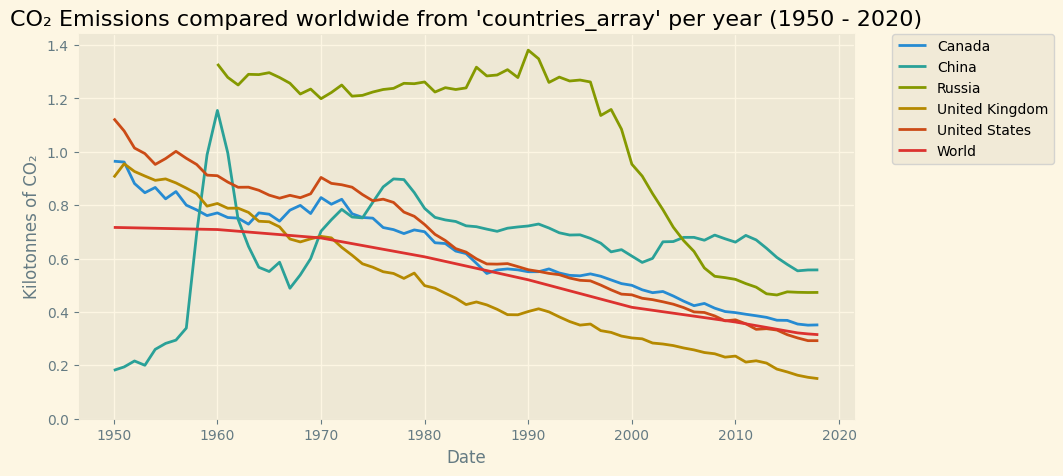 CO₂ Emissions compared worldwide from 'countries_array' per year (1950 - 2020)
Kilotonnes of CO₂
1.4
1.2
1.0
0.8
0.6
0.4
0.2
0.0
1950 1960 1970 1980 1990 2000 2010 2020
Date
Canada
China
Russia
United Kingdom
United States
World